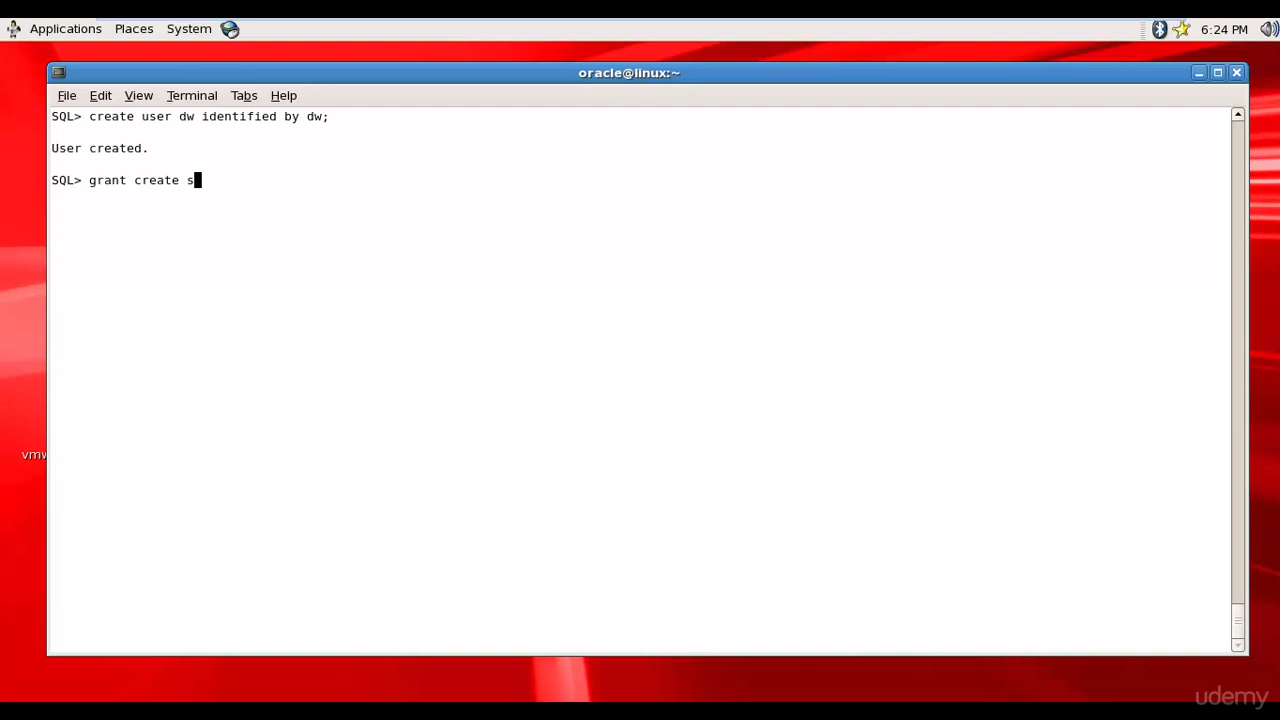 Applications Places System 6:24 PM
oracle@linux:~
File Edit View Terminal Tabs Help
SQL> create user dw identified by dw;
User created.
SQL> grant create s
vmw
udemy